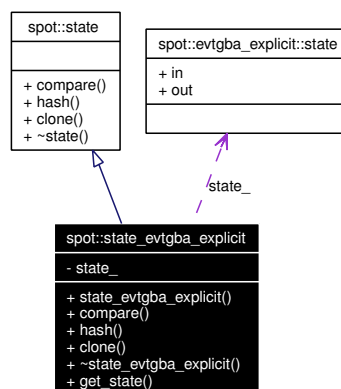 spot::state
+ compare()
+ hash()
+ clone()
+ ~state()
spot::evtgba_explicit::state
+ in
+ out
state_
spot::state_evtgba_explicit
- state_
+ state_evtgba_explicit()
+ compare()
+ hash()
+ clone()
+ ~state_evtgba_explicit()
+ get_state()